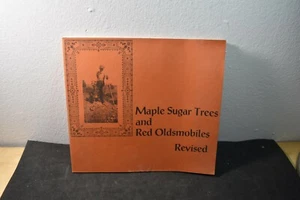 Maple Sugar Trees
and
Red Oldsmobiles
Revised